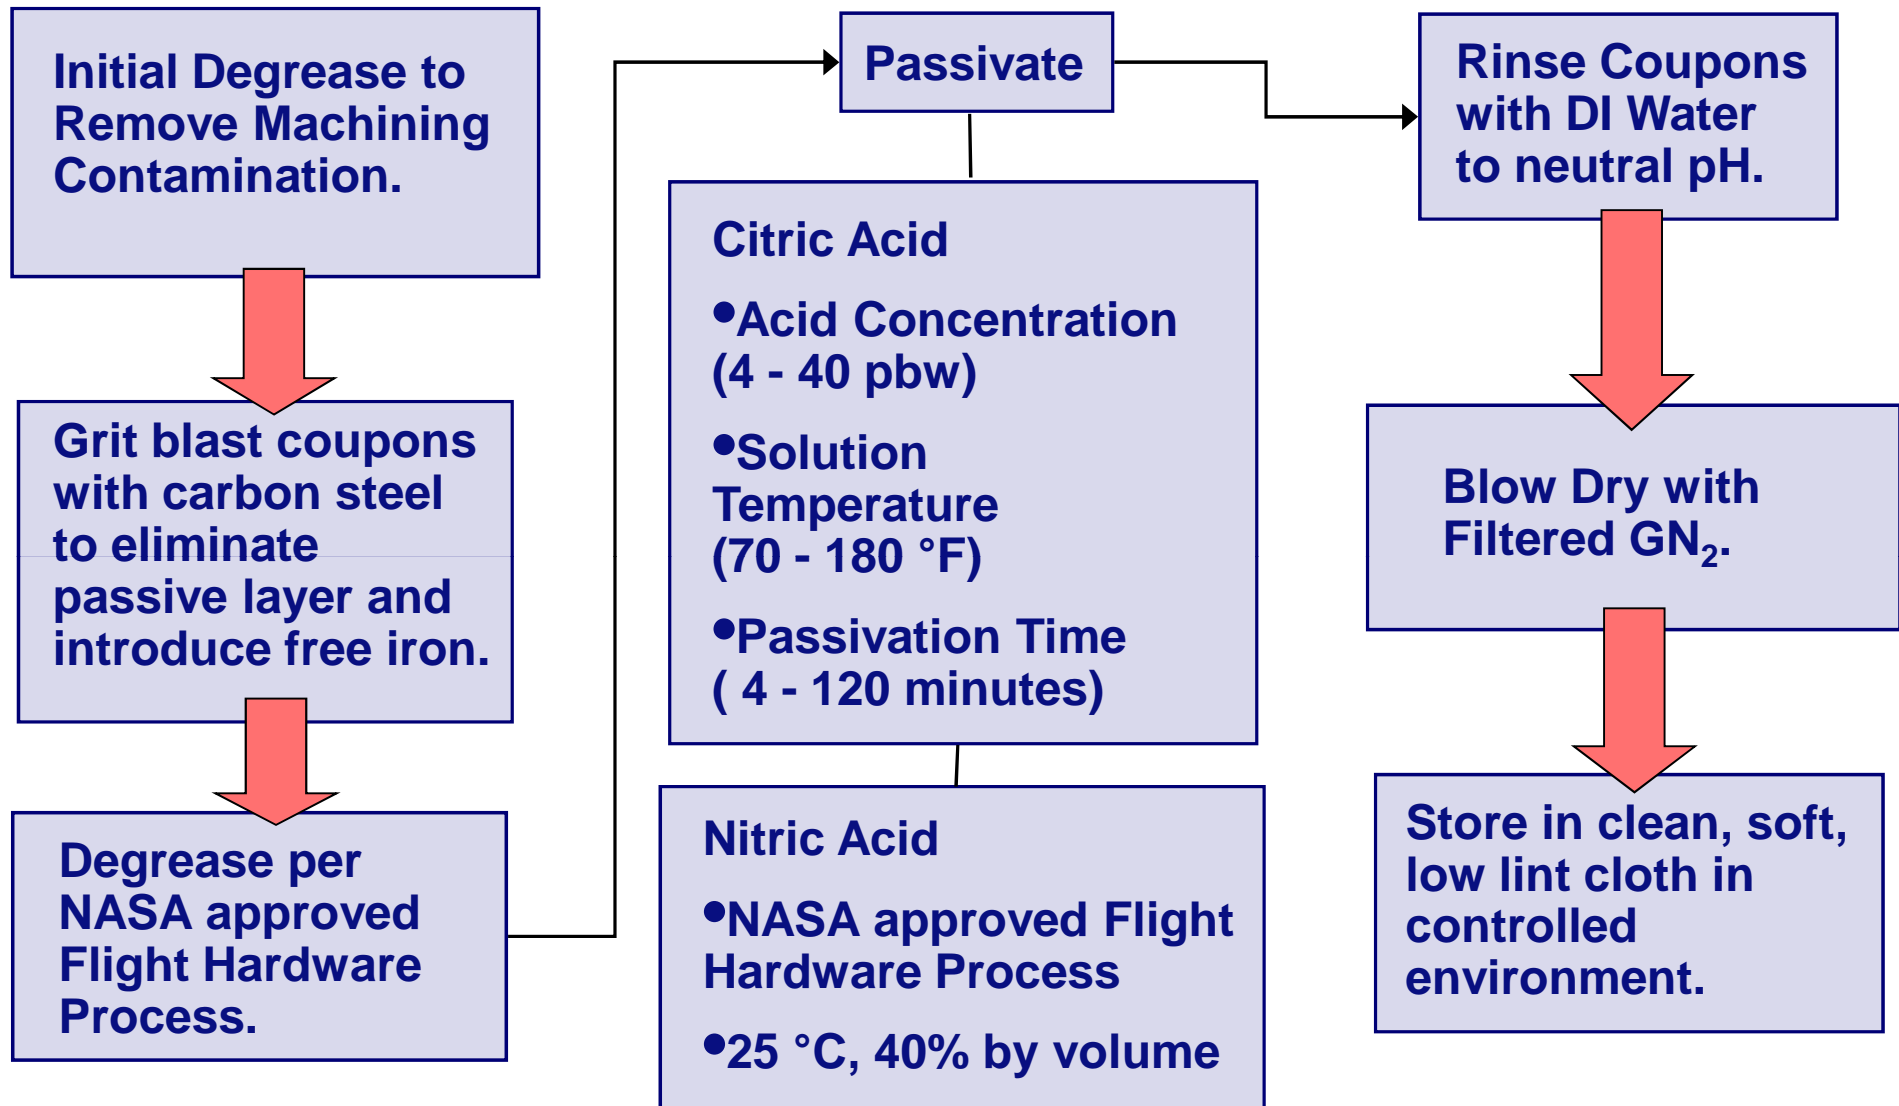 Initial Degrease to
Remove Machining
Contamination.
Grit blast coupons
with carbon steel
to eliminate
passive layer and
introduce free iron.
Degrease per
NASA approved
Flight Hardware
Process.
Passivate
Citric Acid
•Acid Concentration
(4 - 40 pbw)
•Solution
Temperature
(70 - 180 °F)
•Passivation Time
( 4 - 120 minutes)
Nitric Acid
•NASA approved Flight
Hardware Process
•25 °C, 40% by volume
Rinse Coupons
with DI Water
to neutral pH.
Blow Dry with
Filtered GN₂.
Store in clean, soft,
low lint cloth in
controlled
environment.